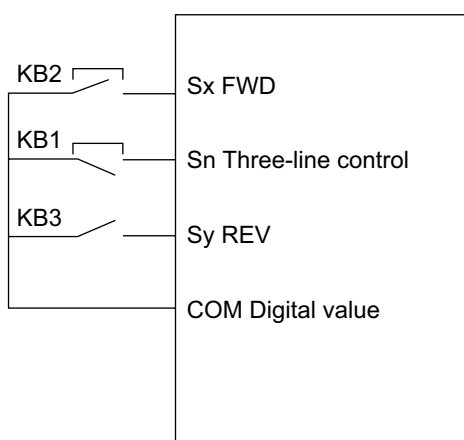 KB2
Sx FWD
KB1
Sn Three-line control
KB3
Sy REV
COM Digital value